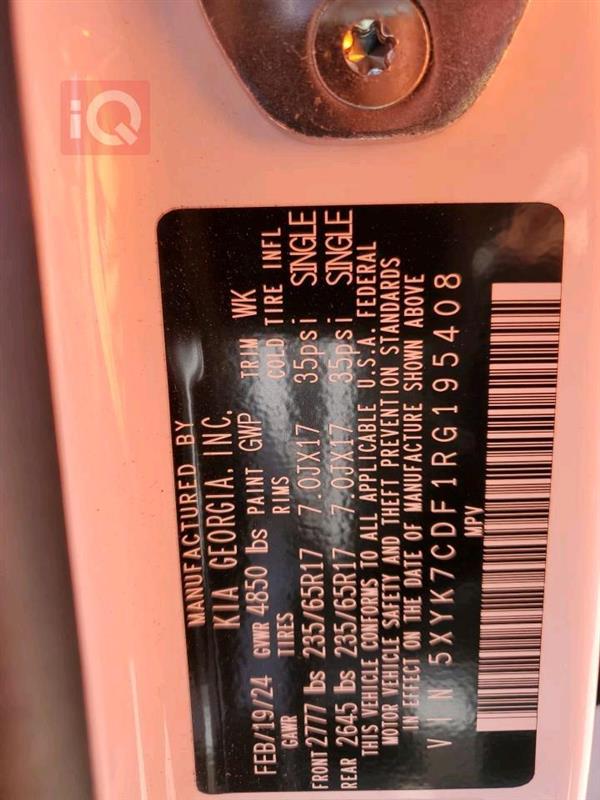 iQ
MANUFACTURED BY
KIA GEORGIA, INC.
FEB/19/24 GWR 4850 lbs PAINT GWP TRIM WK
GAWR TIRES RIMS COLD TIRE INFL
FRONT 2777 lbs 235/65R17 7.0JX17 35psi SINGLE
REAR 2645 lbs 235/65R17 7.0JX17 35psi SINGLE
THIS VEHICLE CONFORMS TO ALL APPLICABLE U.S.A. FEDERAL
MOTOR VEHICLE SAFETY AND THEFT PREVENTION STANDARDS
IN EFFECT ON THE DATE OF MANUFACTURE SHOWN ABOVE
VIN 5XYK7CDF1RG195408
MPV